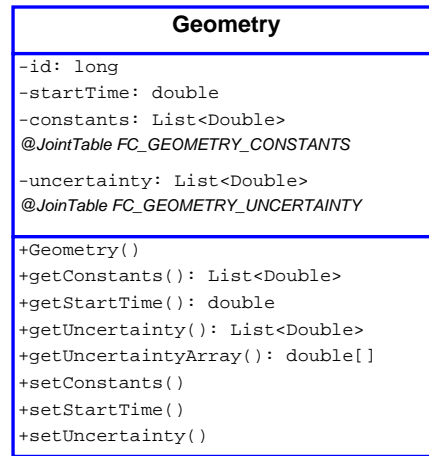 Geometry
-id: long
-startTime: double
-constants: List<Double>
@JointTable FC_GEOMETRY_CONSTANTS
-uncertainty: List<Double>
@JoinTable FC_GEOMETRY_UNCERTAINTY
+Geometry()
+getConstants(): List<Double>
+getStartTime(): double
+getUncertainty(): List<Double>
+getUncertaintyArray(): double[]
+setConstants()
+setStartTime()
+setUncertainty()